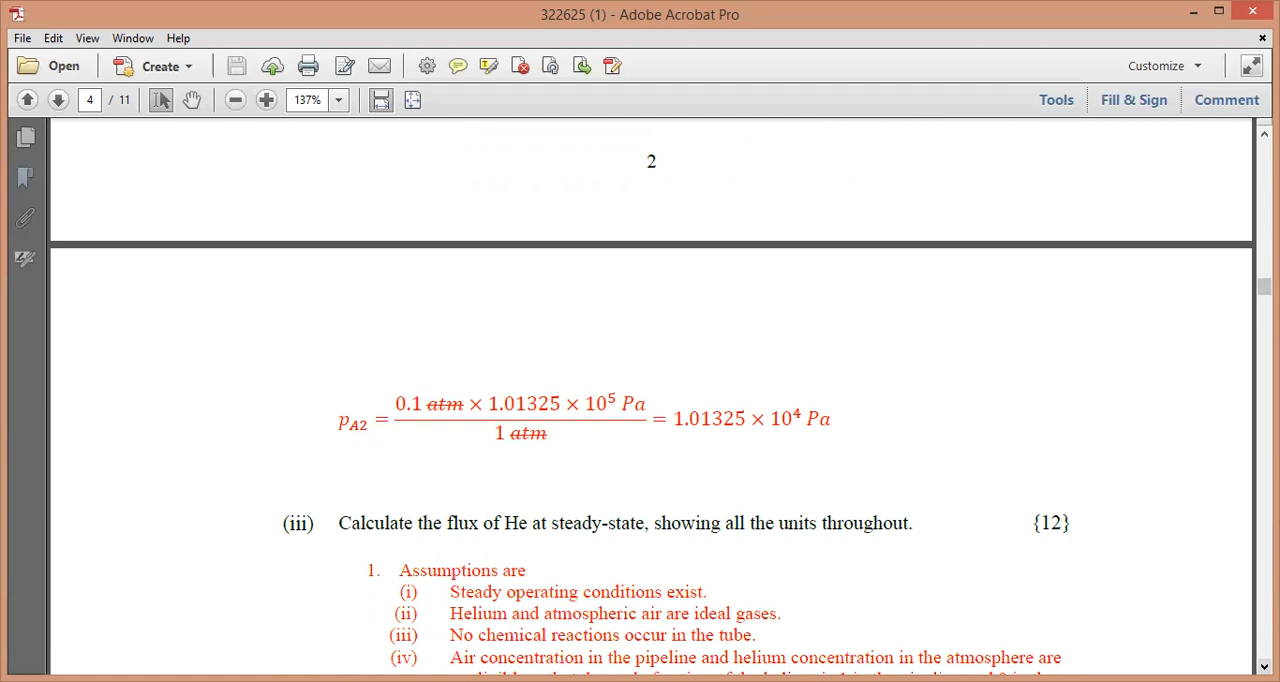 322625 (1) - Adobe Acrobat Pro
File Edit View Window Help
Open Create Customize
4 / 11 137% Tools Fill & Sign Comment
2
p_A2 = (0.1 atm × 1.01325 × 10⁵ Pa) / (1 atm) = 1.01325 × 10⁴ Pa
(iii) Calculate the flux of He at steady-state, showing all the units throughout. {12}
1. Assumptions are
(i) Steady operating conditions exist.
(ii) Helium and atmospheric air are ideal gases.
(iii) No chemical reactions occur in the tube.
(iv) Air concentration in the pipeline and helium concentration in the atmosphere are